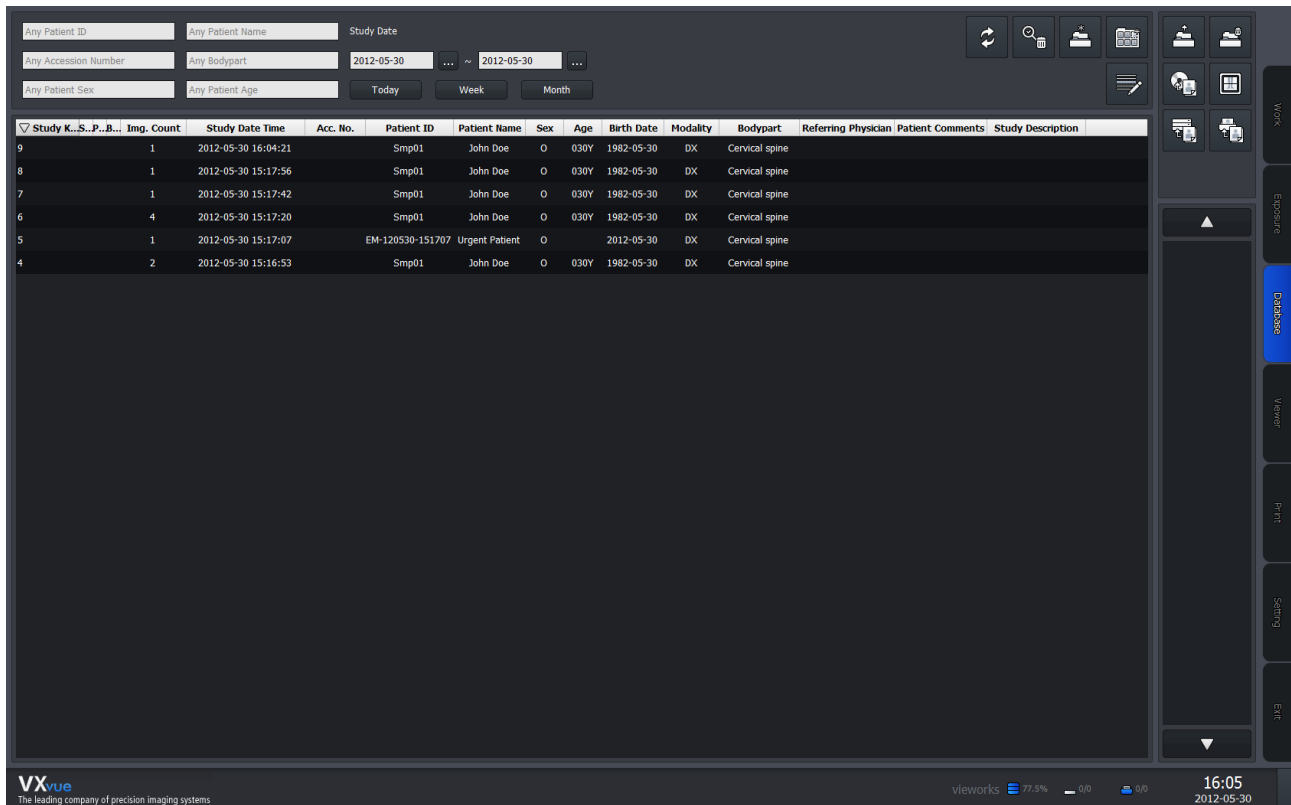 Any Patient ID Any Patient Name Study Date
Any Accession Number Any Bodypart 2012-05-30 ... ~ 2012-05-30 ...
Any Patient Sex Any Patient Age Today Week Month
Study K... S... P... B... Img. Count Study Date Time Acc. No. Patient ID Patient Name Sex Age Birth Date Modality Bodypart Referring Physician Patient Comments Study Description
9 1 2012-05-30 16:04:21 Smp01 John Doe O 030Y 1982-05-30 DX Cervical spine
8 1 2012-05-30 15:17:56 Smp01 John Doe O 030Y 1982-05-30 DX Cervical spine
7 1 2012-05-30 15:17:42 Smp01 John Doe O 030Y 1982-05-30 DX Cervical spine
6 4 2012-05-30 15:17:20 Smp01 John Doe O 030Y 1982-05-30 DX Cervical spine
5 1 2012-05-30 15:17:07 EM-120530-151707 Urgent Patient O 2012-05-30 DX Cervical spine
4 2 2012-05-30 15:16:53 Smp01 John Doe O 030Y 1982-05-30 DX Cervical spine
Work
Exposure
Database
Viewer
Print
Setting
Exit
VXvue
The leading company of precision imaging systems
vieworks 77.5% 0/0 0/0
16:05
2012-05-30